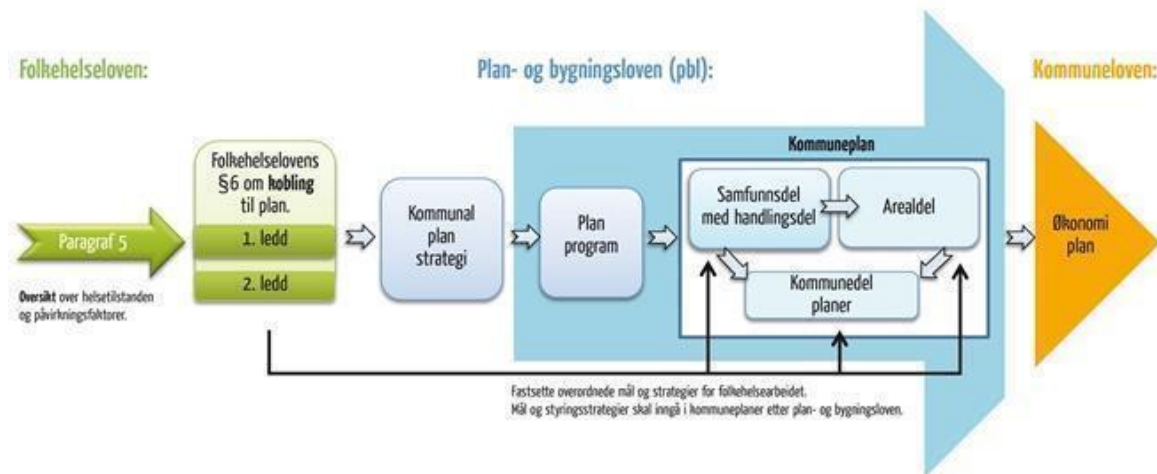 Folkehelseloven:
Plan- og bygningsloven (pbl):
Kommuneloven:
Paragraf 5
Oversikt over helsetilstanden
og påvirkningsfaktorer.
Folkehelselovens
§6 om kobling
til plan.
1. ledd
2. ledd
Kommunal
plan
strategi
Plan
program
Kommuneplan
Samfunnsdel
med handlingsdel
Arealdel
Kommunedel
planer
Økonomi
plan
Fastsette overordnede mål og strategier for folkehelsearbeidet.
Mål og styringsstrategier skal inngå i kommuneplaner etter plan- og bygningsloven.